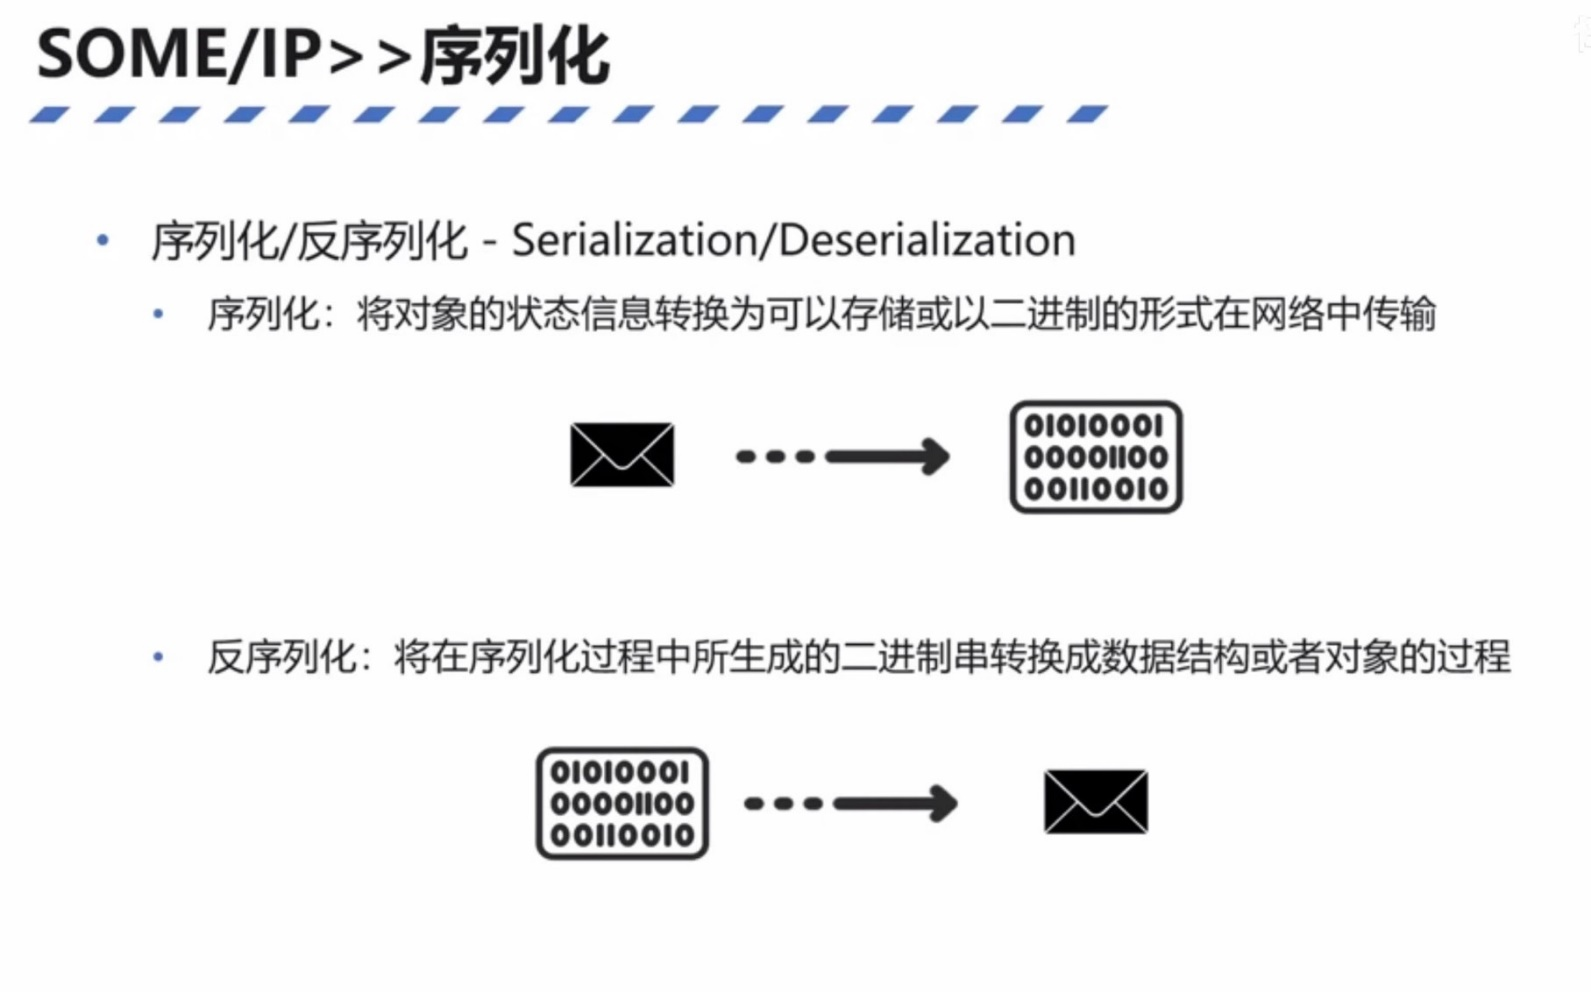 SOME/IP>>序列化
序列化/反序列化 - Serialization/Deserialization
序列化：将对象的状态信息转换为可以存储或以二进制的形式在网络中传输
01010001
00001100
00110010
反序列化：将在序列化过程中所生成的二进制串转换成数据结构或者对象的过程
01010001
00001100
00110010